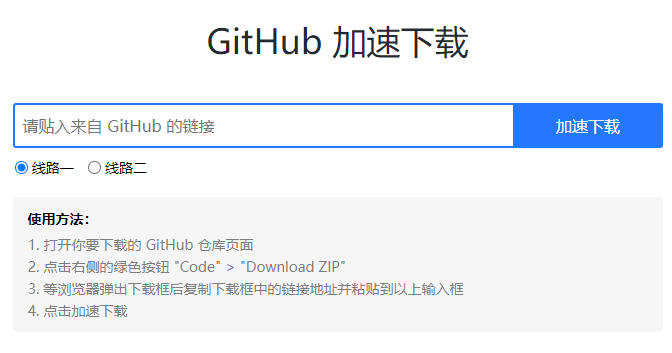 GitHub 加速下载
请贴入来自 GitHub 的链接
加速下载
线路一 线路二
使用方法：
1. 打开你要下载的 GitHub 仓库页面
2. 点击右侧的绿色按钮 "Code" > "Download ZIP"
3. 等浏览器弹出下载框后复制下载框中的链接地址并粘贴到以上输入框
4. 点击加速下载